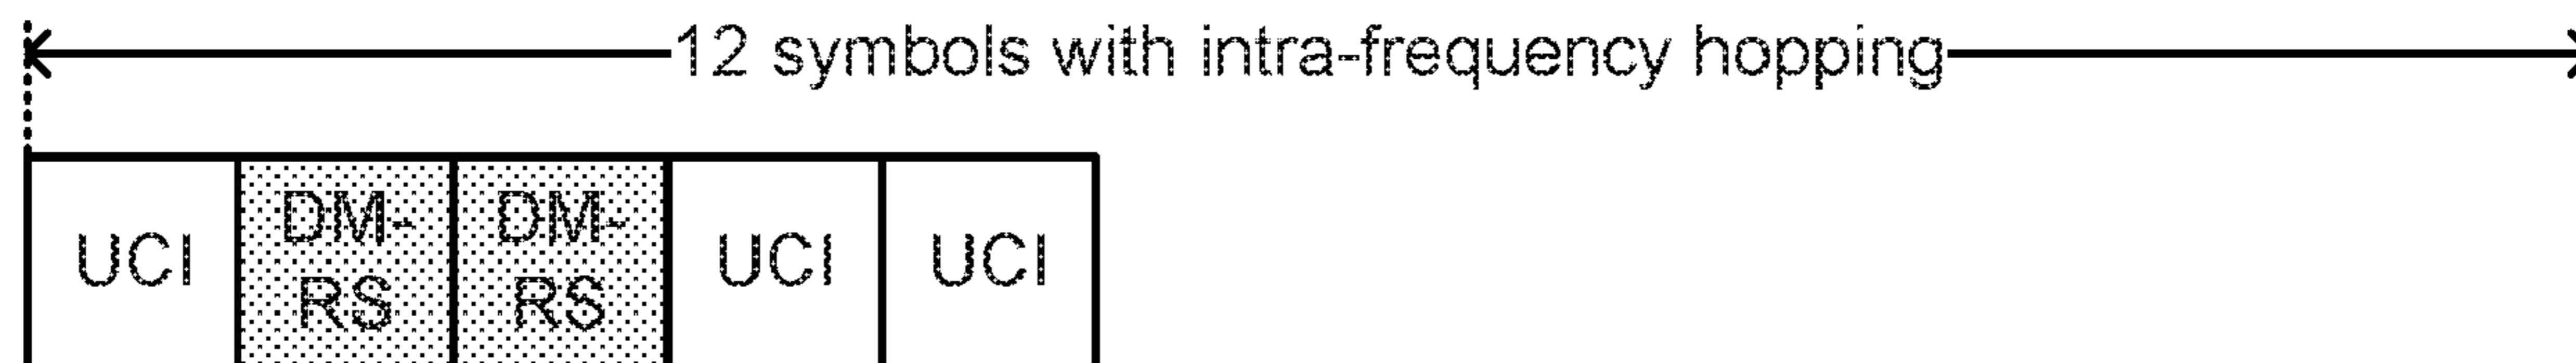 12 symbols with intra-frequency hopping
UCI DM-RS DM-RS UCI UCI